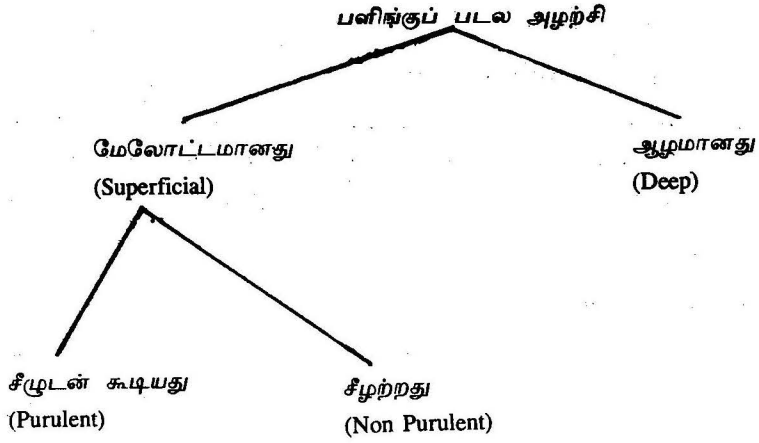 பளிங்குப் படல அழற்சி
மேலோட்டமானது
(Superficial)
ஆழமானது
(Deep)
சீழுடன் கூடியது
(Purulent)
சீழற்றது
(Non Purulent)